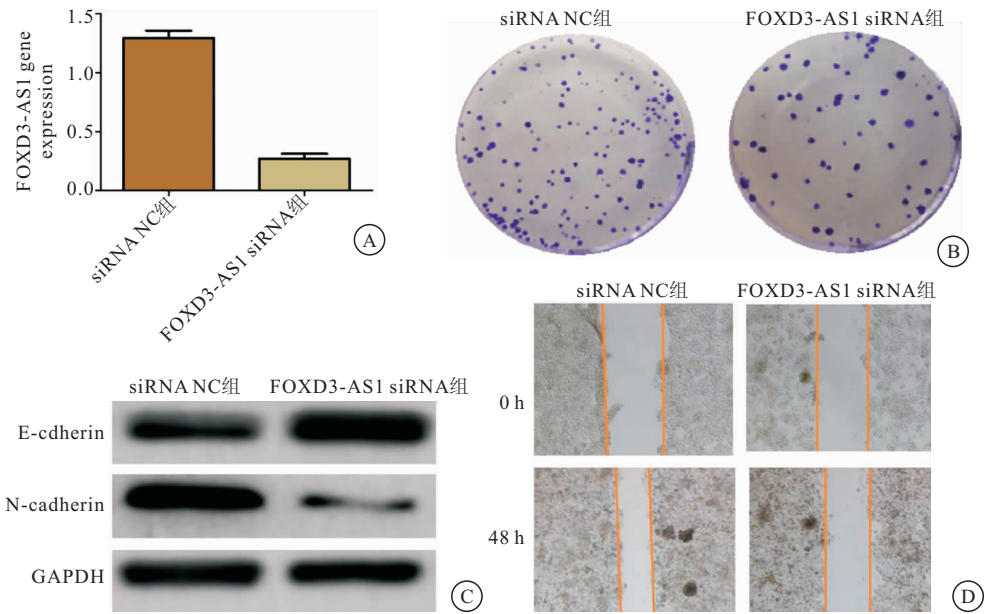 1.5
1.0
0.5
0.0
FOXD3-AS1 gene
expression
siRNA NC组
FOXD3-AS1 siRNA组
A
siRNA NC组
FOXD3-AS1 siRNA组
B
siRNA NC组
FOXD3-AS1 siRNA组
E-cdherin
N-cadherin
GAPDH
C
siRNA NC组
FOXD3-AS1 siRNA组
0 h
48 h
D